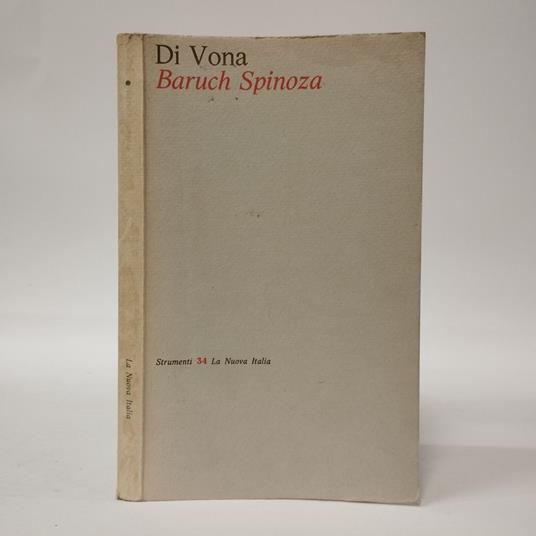 Di Vona
Baruch Spinoza
Strumenti 34 La Nuova Italia
La Nuova Italia